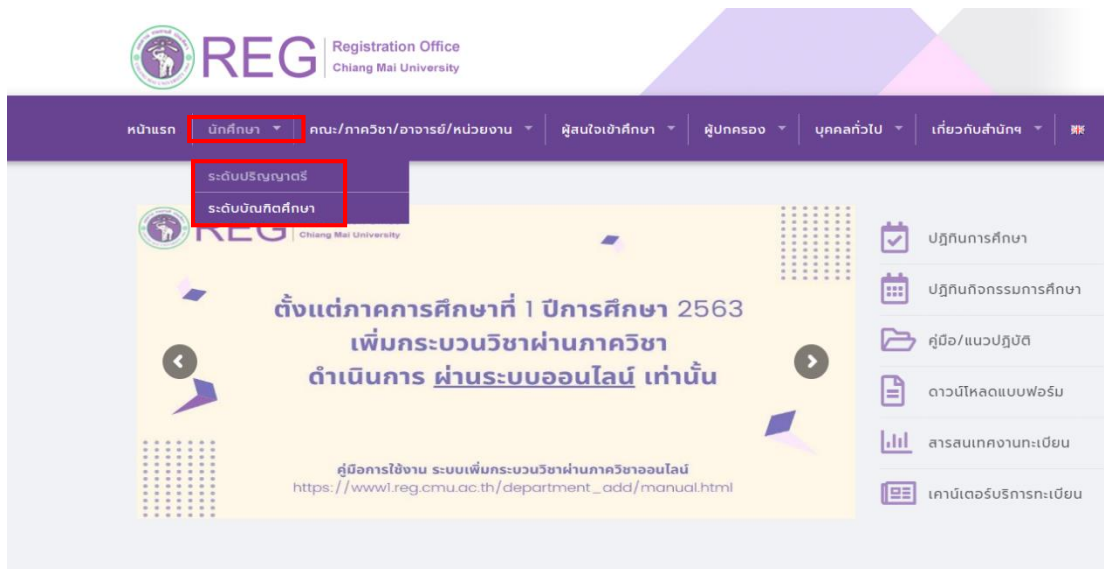 REG
Registration Office
Chiang Mai University
หน้าแรก
นักศึกษา
คณะ/ภาควิชา/อาจารย์/หน่วยงาน
ผู้สนใจเข้าศึกษา
ผู้ปกครอง
บุคคลทั่วไป
เกี่ยวกับสำนักฯ
ระดับปริญญาตรี
ระดับบัณฑิตศึกษา
REG
Chiang Mai University
ตั้งแต่ภาคการศึกษาที่ 1 ปีการศึกษา 2563
เพิ่มกระบวนวิชาผ่านภาควิชา
ดำเนินการ ผ่านระบบออนไลน์ เท่านั้น
คู่มือการใช้งาน ระบบเพิ่มกระบวนวิชาผ่านภาควิชาออนไลน์
https://www1.reg.cmu.ac.th/department_add/manual.html
ปฏิทินการศึกษา
ปฏิทินกิจกรรมการศึกษา
คู่มือ/แนวปฏิบัติ
ดาวน์โหลดแบบฟอร์ม
สารสนเทศงานทะเบียน
เคาน์เตอร์บริการทะเบียน